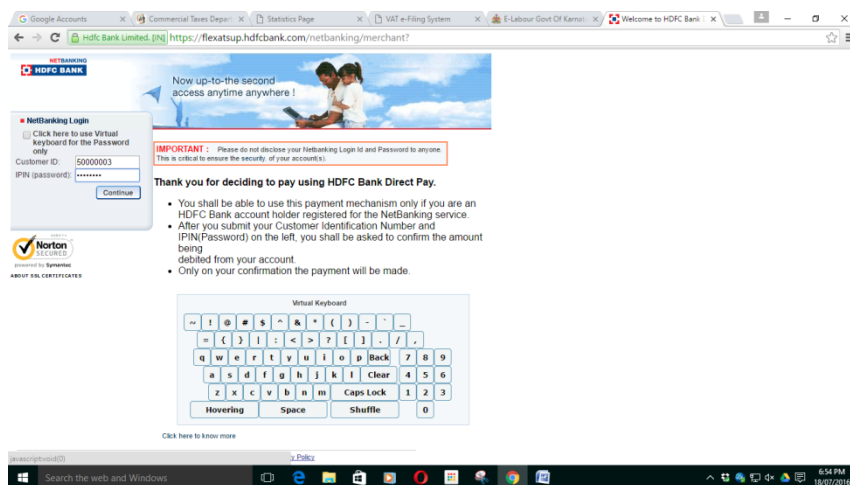 Google Accounts
Commercial Taxes Depart
Statistics Page
VAT e-Filing System
E-Labour Govt Of Karnat
Welcome to HDFC Bank
Hdfc Bank Limited. [IN] https://flexatsup.hdfcbank.com/netbanking/merchant?
NETBANKING
HDFC BANK
Now up-to-the second
access anytime anywhere !
NetBanking Login
Click here
to use Virtual
keyboard for the Password
only
Customer ID: 50000003
IPIN (password): ••••••••
Continue
Norton
SECURED
powered by Symantec
ABOUT SSL CERTIFICATES
IMPORTANT : Please do not disclose your Netbanking Login Id and Password to anyone.
This is critical to ensure the security. of your account(s).
Thank you for deciding to pay using HDFC Bank Direct Pay.
• You shall be able to use this payment mechanism only if you are an
HDFC Bank account holder registered for the NetBanking service.
• After you submit your Customer Identification Number and
IPIN(Password) on the left, you shall be asked to confirm the amount
being
debited from your account.
• Only on your confirmation the payment will be made.
Virtual Keyboard
~ ! @ # $ ^ & * ( ) - ` _
= { } | : < > ? [ ] . / ,
q w e r t y u i o p Back 7 8 9
a s d f g h j k l Clear 4 5 6
z x c v b n m Caps Lock 1 2 3
Hovering Space Shuffle 0
Click here to know more
javascript:void(0)
y Policy
Search the web and Windows
6:54 PM
18/07/2016